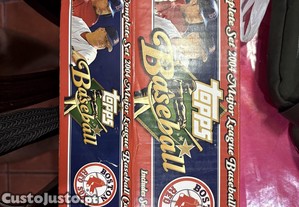 Complete Set 2004 Major League Baseball
Topps
Baseball
BOSTON
RED SOX
Complete Set 2004 Major League Baseball
Topps
Baseball
Includes
BOSTON
CustoJusto.pt